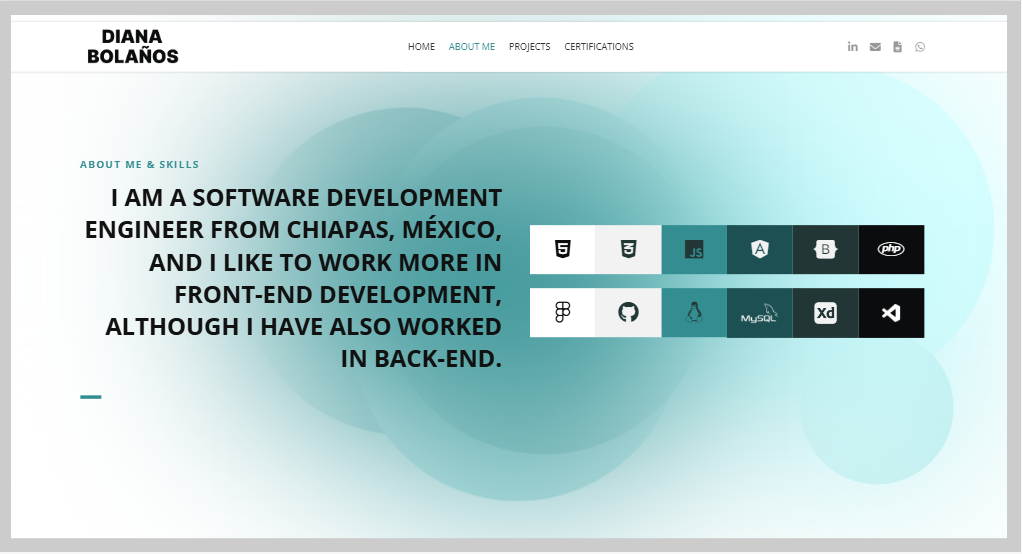 DIANA
BOLAÑOS
HOME ABOUT ME PROJECTS CERTIFICATIONS
in
ABOUT ME & SKILLS
I AM A SOFTWARE DEVELOPMENT
ENGINEER FROM CHIAPAS, MÉXICO,
AND I LIKE TO WORK MORE IN
FRONT-END DEVELOPMENT,
ALTHOUGH I HAVE ALSO WORKED
IN BACK-END.
5 3 JS A B php
MySQL Xd